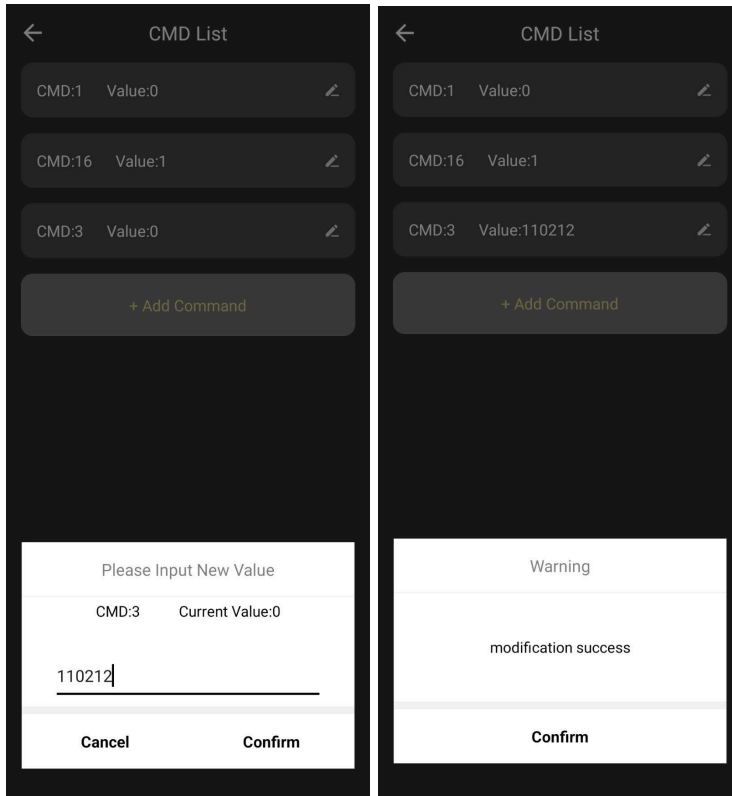 CMD List
CMD:1 Value:0
CMD:16 Value:1
CMD:3 Value:0
+ Add Command
Please Input New Value
CMD:3 Current Value:0
110212
Cancel Confirm
CMD List
CMD:1 Value:0
CMD:16 Value:1
CMD:3 Value:110212
+ Add Command
Warning
modification success
Confirm